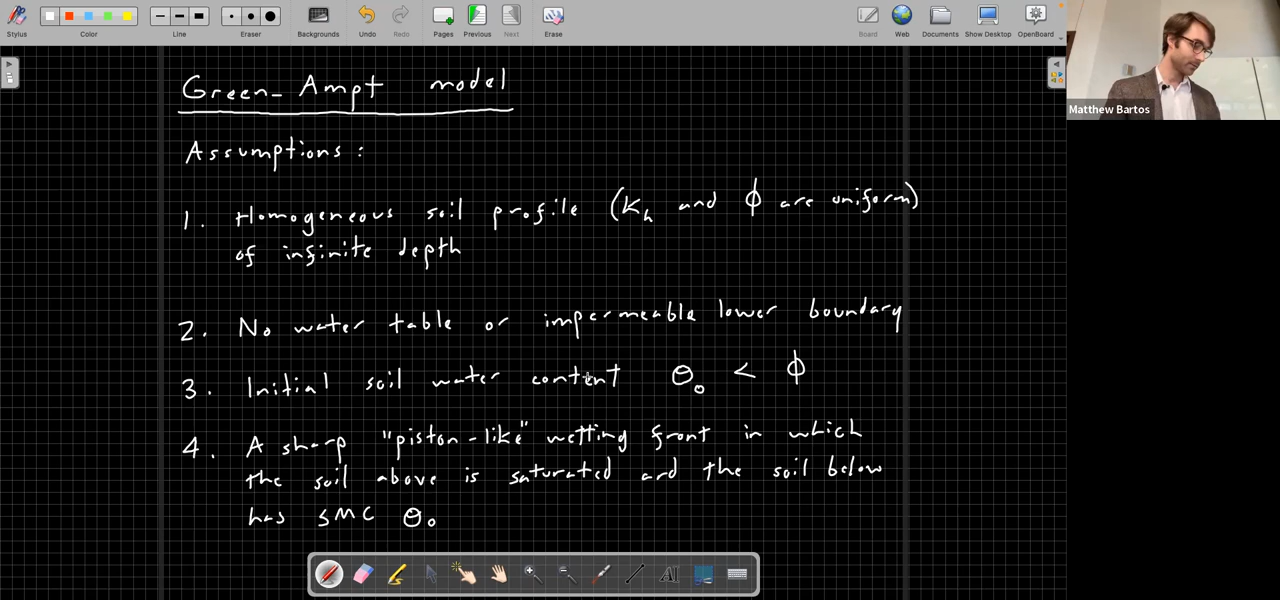 Stylus
Color
Line
Eraser
Backgrounds
Undo
Redo
Pages
Previous
Next
Erase
Board
Web
Documents
Show Desktop
OpenBoard
Matthew Bartos
Green-Ampt model
Assumptions:
1. Homogeneous soil profile (Kh and ϕ are uniform)
of infinite depth
2. No water table or impermeable lower boundary
3. Initial soil water content θ₀ < ϕ
4. A sharp "piston-like" wetting front in which
the soil above is saturated and the soil below
has SMC θ₀